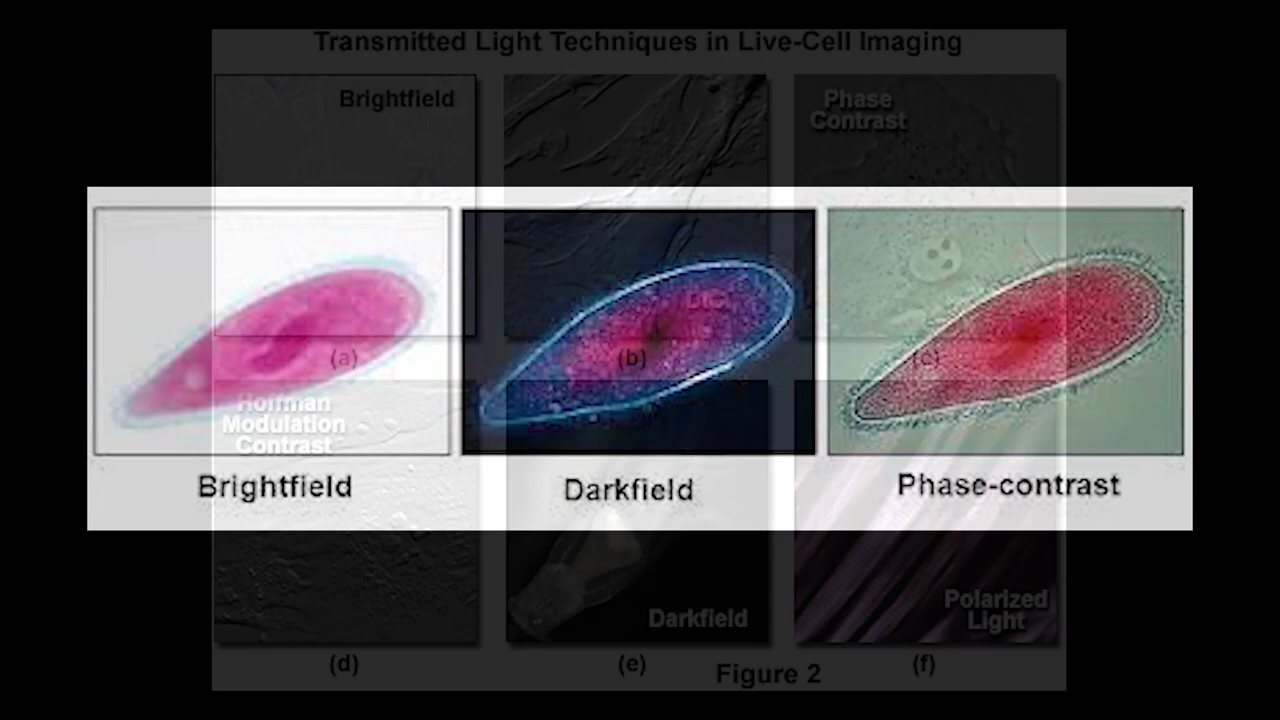 Transmitted Light Techniques in Live-Cell Imaging
Brightfield
Phase
Contrast
DIC
(a)
(b)
(c)
Hoffman
Modulation
Contrast
Brightfield
Darkfield
Phase-contrast
Darkfield
Polarized
Light
(d)
(e)
(f)
Figure 2